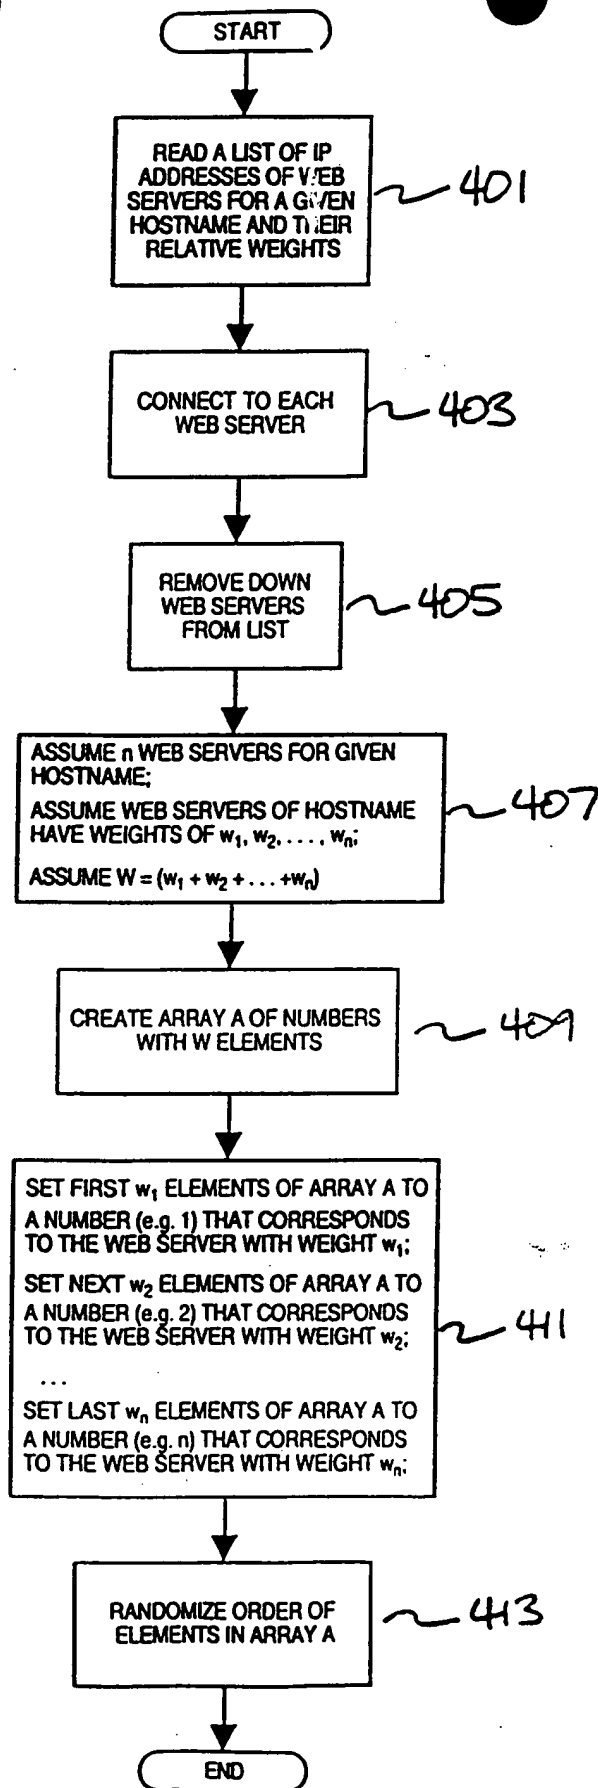 START
READ A LIST OF IP
ADDRESSES OF WEB
SERVERS FOR A GIVEN
HOSTNAME AND THEIR
RELATIVE WEIGHTS
401
CONNECT TO EACH
WEB SERVER
403
REMOVE DOWN
WEB SERVERS
FROM LIST
405
ASSUME n WEB SERVERS FOR GIVEN
HOSTNAME;
ASSUME WEB SERVERS OF HOSTNAME
HAVE WEIGHTS OF w₁, w₂, . . . , wₙ;
ASSUME W = (w₁ + w₂ + . . . +wₙ)
407
CREATE ARRAY A OF NUMBERS
WITH W ELEMENTS
409
SET FIRST w₁ ELEMENTS OF ARRAY A TO
A NUMBER (e.g. 1) THAT CORRESPONDS
TO THE WEB SERVER WITH WEIGHT w₁;
SET NEXT w₂ ELEMENTS OF ARRAY A TO
A NUMBER (e.g. 2) THAT CORRESPONDS
TO THE WEB SERVER WITH WEIGHT w₂;
...
SET LAST wₙ ELEMENTS OF ARRAY A TO
A NUMBER (e.g. n) THAT CORRESPONDS
TO THE WEB SERVER WITH WEIGHT wₙ;
411
RANDOMIZE ORDER OF
ELEMENTS IN ARRAY A
413
END